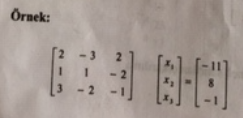 Örnek:
2 -3 2 x₁ -11
1 1 -2 x₂ = 8
3 -2 -1 x₃ -1